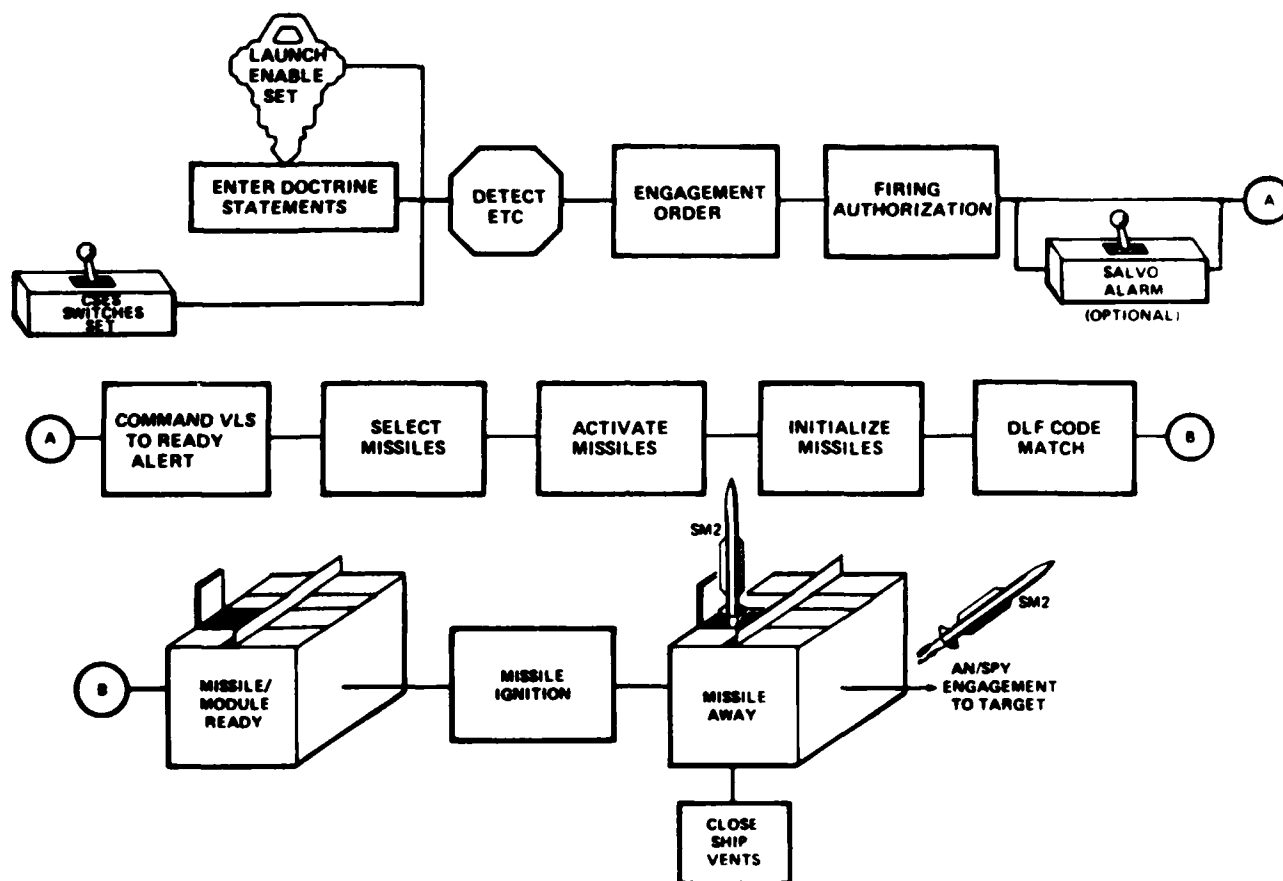 LAUNCH
ENABLE
SET
ENTER DOCTRINE
STATEMENTS
CSES
SWITCHES
SET
DETECT
ETC
ENGAGEMENT
ORDER
FIRING
AUTHORIZATION
SALVO
ALARM
(OPTIONAL)
A
A
COMMAND VLS
TO READY
ALERT
SELECT
MISSILES
ACTIVATE
MISSILES
INITIALIZE
MISSILES
DLF CODE
MATCH
B
B
MISSILE/
MODULE
READY
MISSILE
IGNITION
SM2
MISSILE
AWAY
SM2
AN/SPY
ENGAGEMENT
TO TARGET
CLOSE
SHIP
VENTS